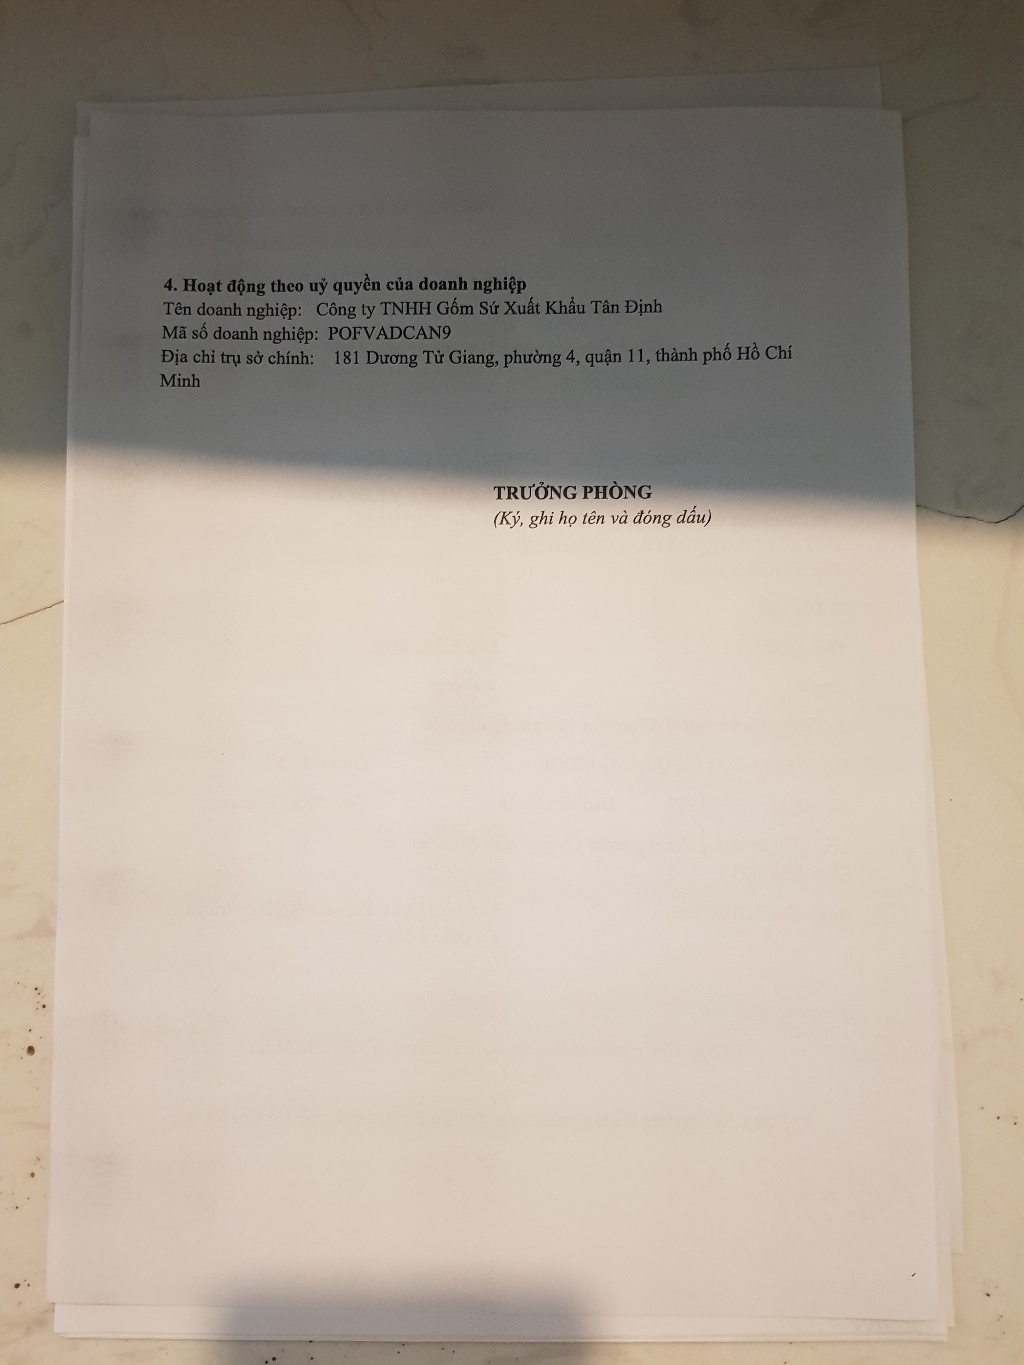 4. Hoạt động theo uỷ quyền của doanh nghiệp
Tên doanh nghiệp: Công ty TNHH Gốm Sứ Xuất Khẩu Tân Định
Mã số doanh nghiệp: POFVADCAN9
Địa chỉ trụ sở chính: 181 Dương Tử Giang, phường 4, quận 11, thành phố Hồ Chí
Minh
TRƯỞNG PHÒNG
(Ký, ghi họ tên và đóng dấu)